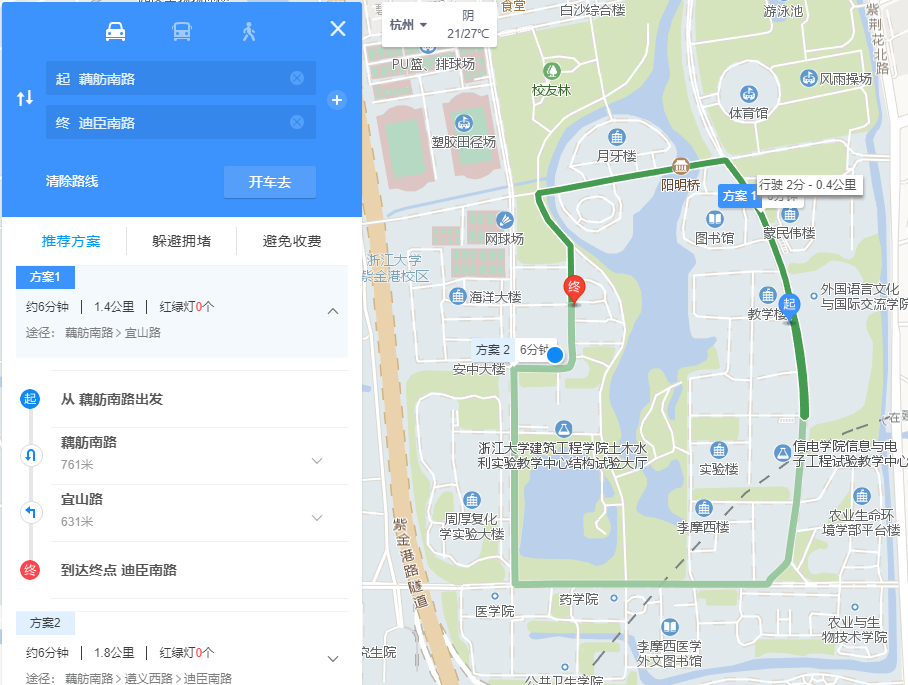 起 藕舫南路
终 迪臣南路
清除路线
开车去
推荐方案
躲避拥堵
避免收费
方案1
约6分钟 | 1.4公里 | 红绿灯0个
途径： 藕舫南路 > 宜山路
起 从 藕舫南路出发
藕舫南路
761米
宜山路
631米
终 到达终点 迪臣南路
方案2
约6分钟 | 1.8公里 | 红绿灯0个
途径： 藕舫南路 > 遵义西路 > 迪臣南路
杭州
阴
21/27℃
食堂
白沙综合楼
游泳池
紫荆花北路
PU篮、排球场
校友林
风雨操场
体育馆
塑胶田径场
月牙楼
阳明桥
方案 1
行驶 2分 - 0.4公里
图书馆
蒙民伟楼
网球场
浙江大学
紫金港校区
海洋大楼
终
起
外国语言文化
与国际交流学院
教学楼
方案 2 6分钟
安中大楼
浙江大学建筑工程学院土木水
利实验教学中心结构试验大厅
实验楼
信电学院信息与电
子工程试验教学中心
周厚复化
学实验大楼
李摩西楼
农业生命环
境学部平台楼
紫金港路隧道
医学院
药学院
农业与生
物技术学院
李摩西医学
外文图书馆
究生院
公共卫生学院